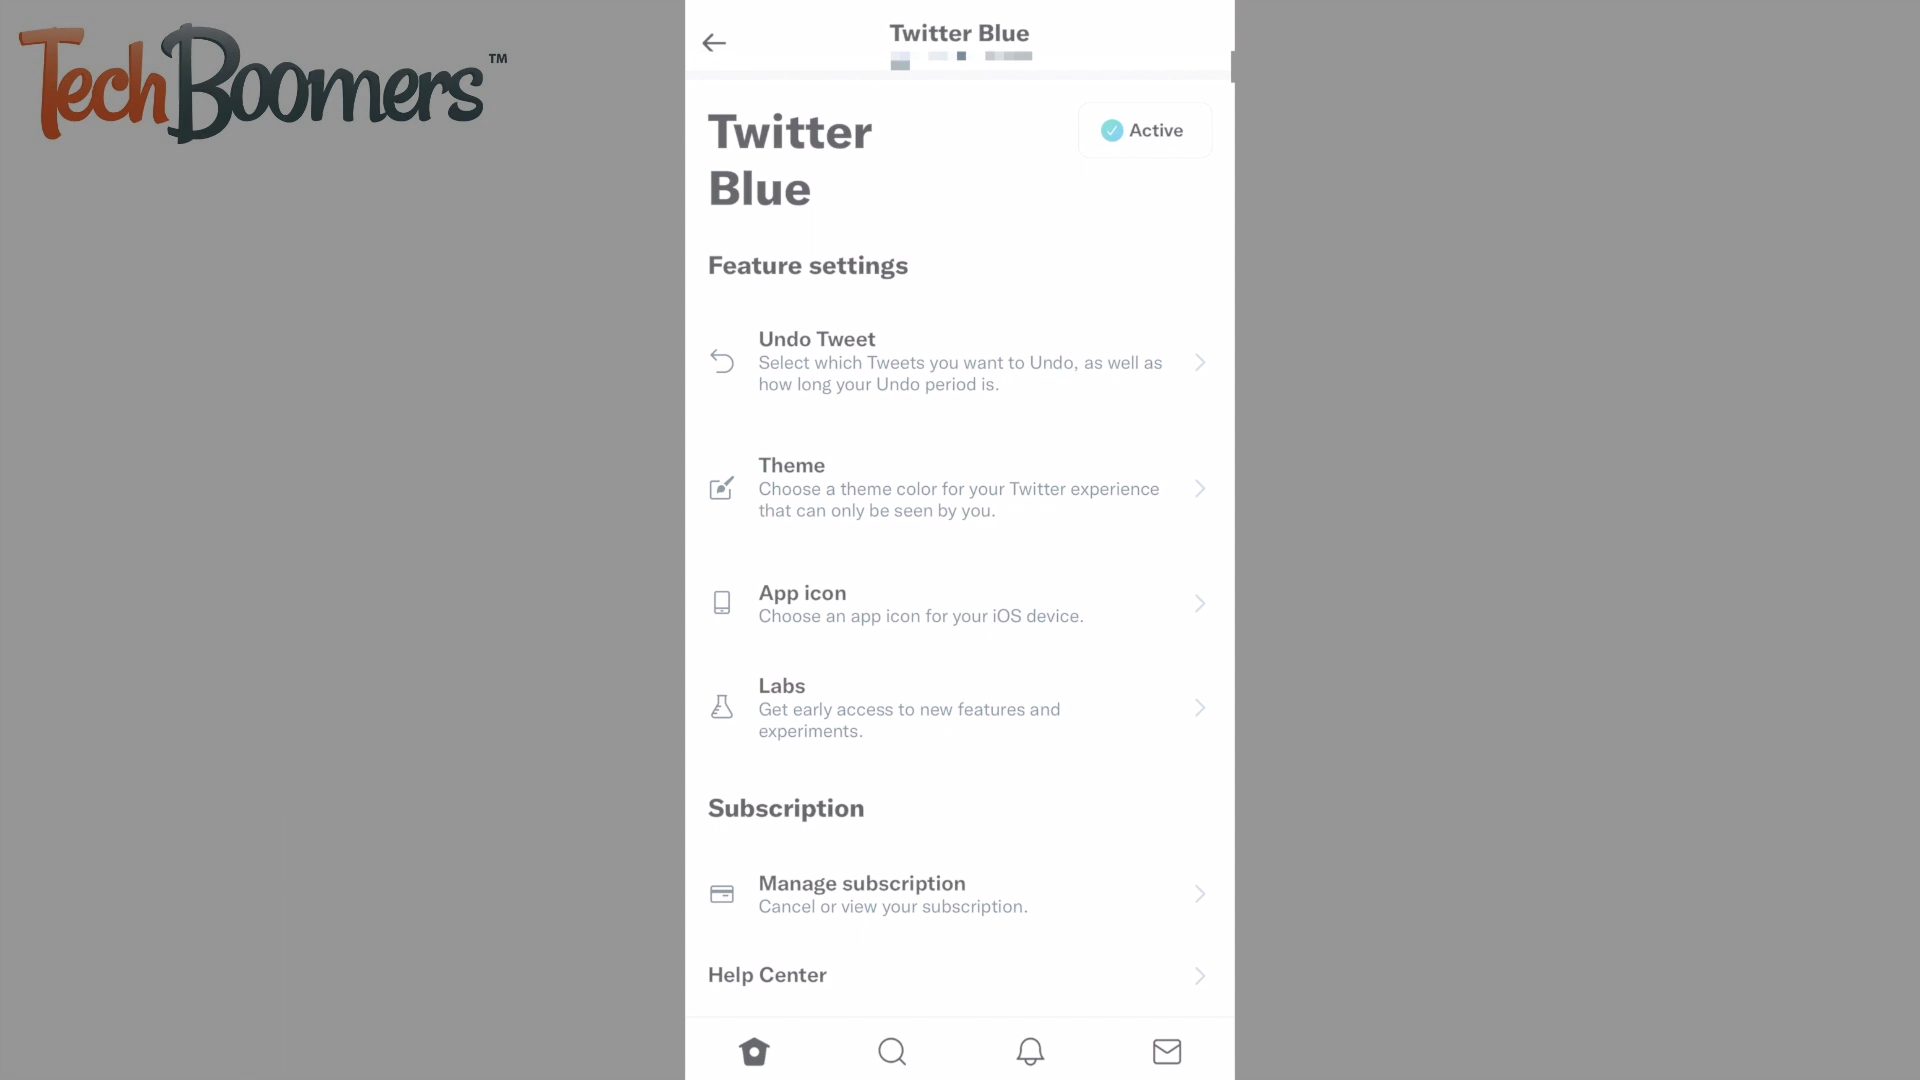 TechBoomers™
Twitter Blue
Twitter
Blue
Active
Feature settings
Undo Tweet
Select which Tweets you want to Undo, as well as
how long your Undo period is.
Theme
Choose a theme color for your Twitter experience
that can only be seen by you.
App icon
Choose an app icon for your iOS device.
Labs
Get early access to new features and
experiments.
Subscription
Manage subscription
Cancel or view your subscription.
Help Center